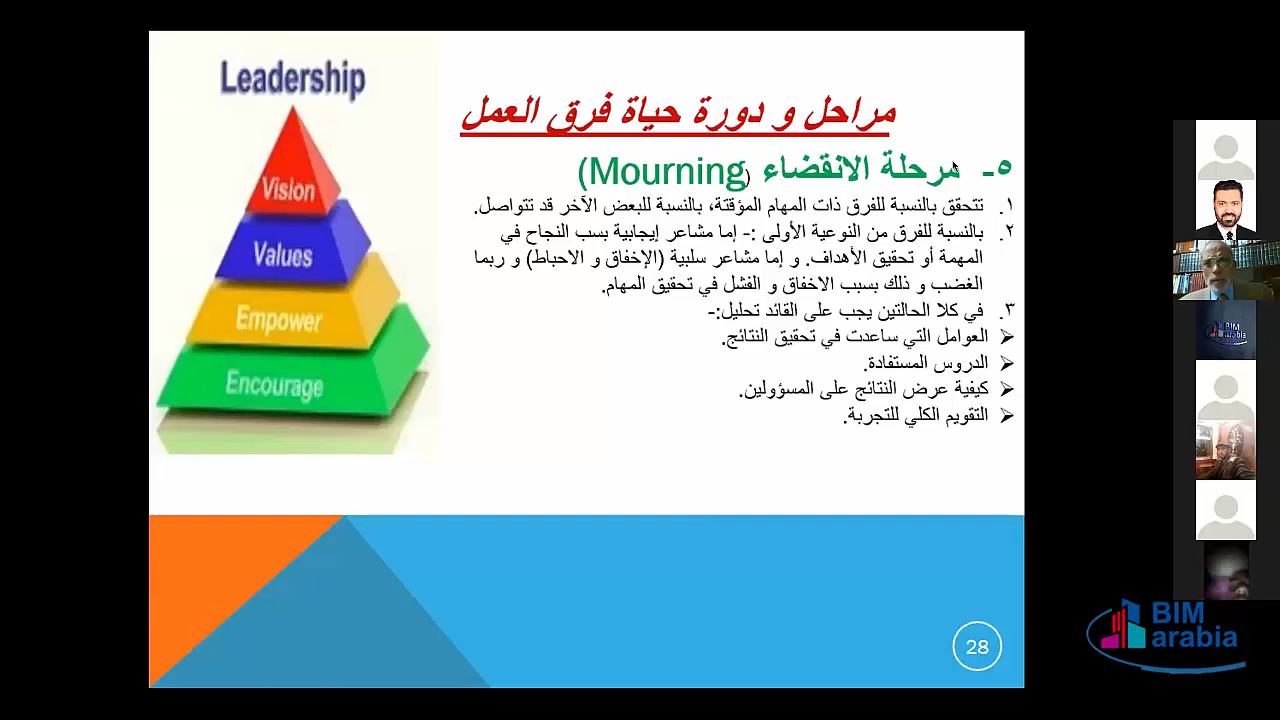 Leadership
Vision
Values
Empower
Encourage
مراحل و دورة حياة فرق العمل
٥- مرحلة الانقضاء (Mourning)
١. تتحقق بالنسبة للفرق ذات المهام المؤقتة، بالنسبة للبعض الآخر قد تتواصل.
٢. بالنسبة للفرق من النوعية الأولى :- إما مشاعر إيجابية بسب النجاح في
المهمة أو تحقيق الأهداف. و إما مشاعر سلبية (الإخفاق و الاحباط) و ربما
الغضب و ذلك بسبب الاخفاق و الفشل في تحقيق المهام.
٣. في كلا الحالتين يجب على القائد تحليل:-
➢ العوامل التي ساعدت في تحقيق النتائج.
➢ الدروس المستفادة.
➢ كيفية عرض النتائج على المسؤولين.
➢ التقويم الكلي للتجربة.
28
BIM
arabia
BIM
arabia